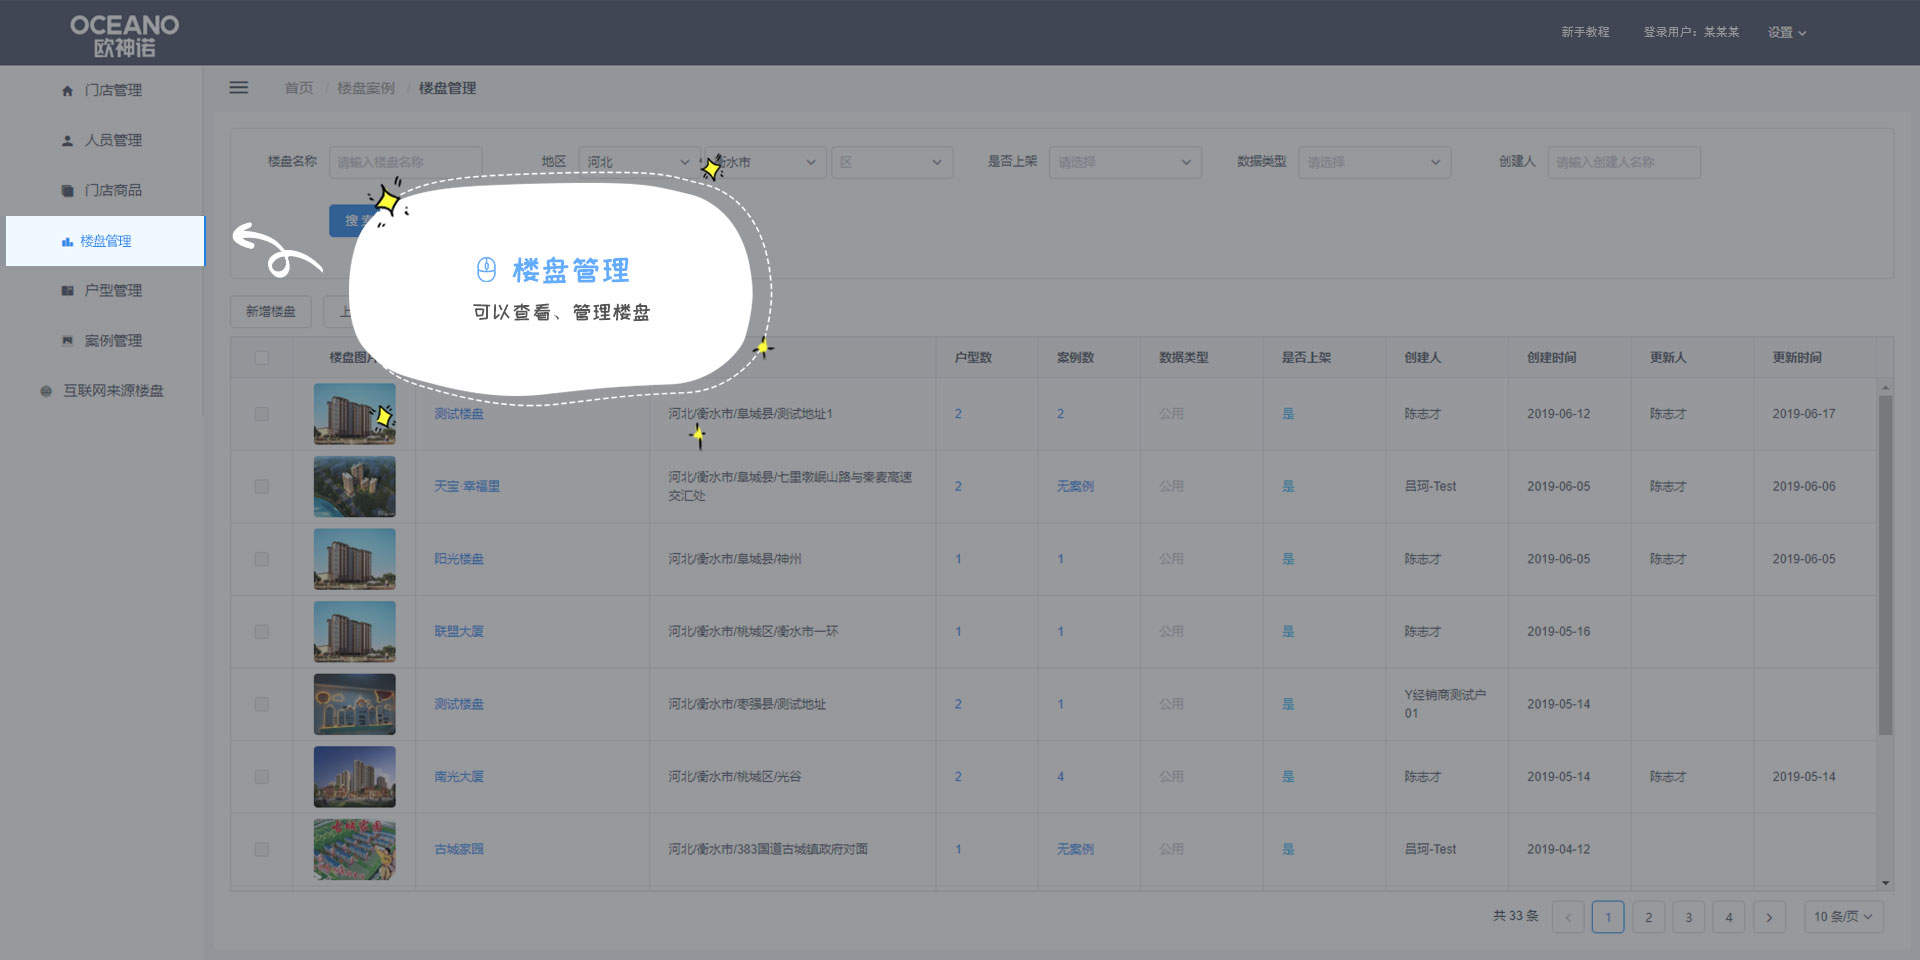 OCEANO
欧神诺
新手教程 登录用户：某某某 设置
门店管理
人员管理
门店商品
楼盘管理
户型管理
案例管理
互联网来源楼盘
首页 / 楼盘案例 / 楼盘管理
楼盘名称 请输入楼盘名称 地区 河北 衡水市 区 是否上架 请选择 数据类型 请选择 创建人 请输入创建人名称
搜
楼盘管理
可以查看、管理楼盘
新增楼盘 上
楼盘图片 户型数 案例数 数据类型 是否上架 创建人 创建时间 更新人 更新时间
测试楼盘 河北/衡水市/阜城县/测试地址1 2 2 公用 是 陈志才 2019-06-12 陈志才 2019-06-17
天宝·幸福里 河北/衡水市/阜城县/七里墩岷山路与秦麦高速
交汇处 2 无案例 公用 是 吕珂-Test 2019-06-05 陈志才 2019-06-06
阳光楼盘 河北/衡水市/阜城县/神州 1 1 公用 是 陈志才 2019-06-05 陈志才 2019-06-05
联盟大厦 河北/衡水市/桃城区/衡水市一环 1 1 公用 是 陈志才 2019-05-16
测试楼盘 河北/衡水市/枣强县/测试地址 2 1 公用 是 Y经销商测试户
01 2019-05-14
南光大厦 河北/衡水市/桃城区/光谷 2 4 公用 是 陈志才 2019-05-14 陈志才 2019-05-14
古城家园 河北/衡水市/383国道古城镇政府对面 1 无案例 公用 是 吕珂-Test 2019-04-12
共 33 条 1 2 3 4 10 条/页